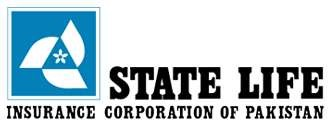 STATE LIFE
INSURANCE CORPORATION OF PAKISTAN